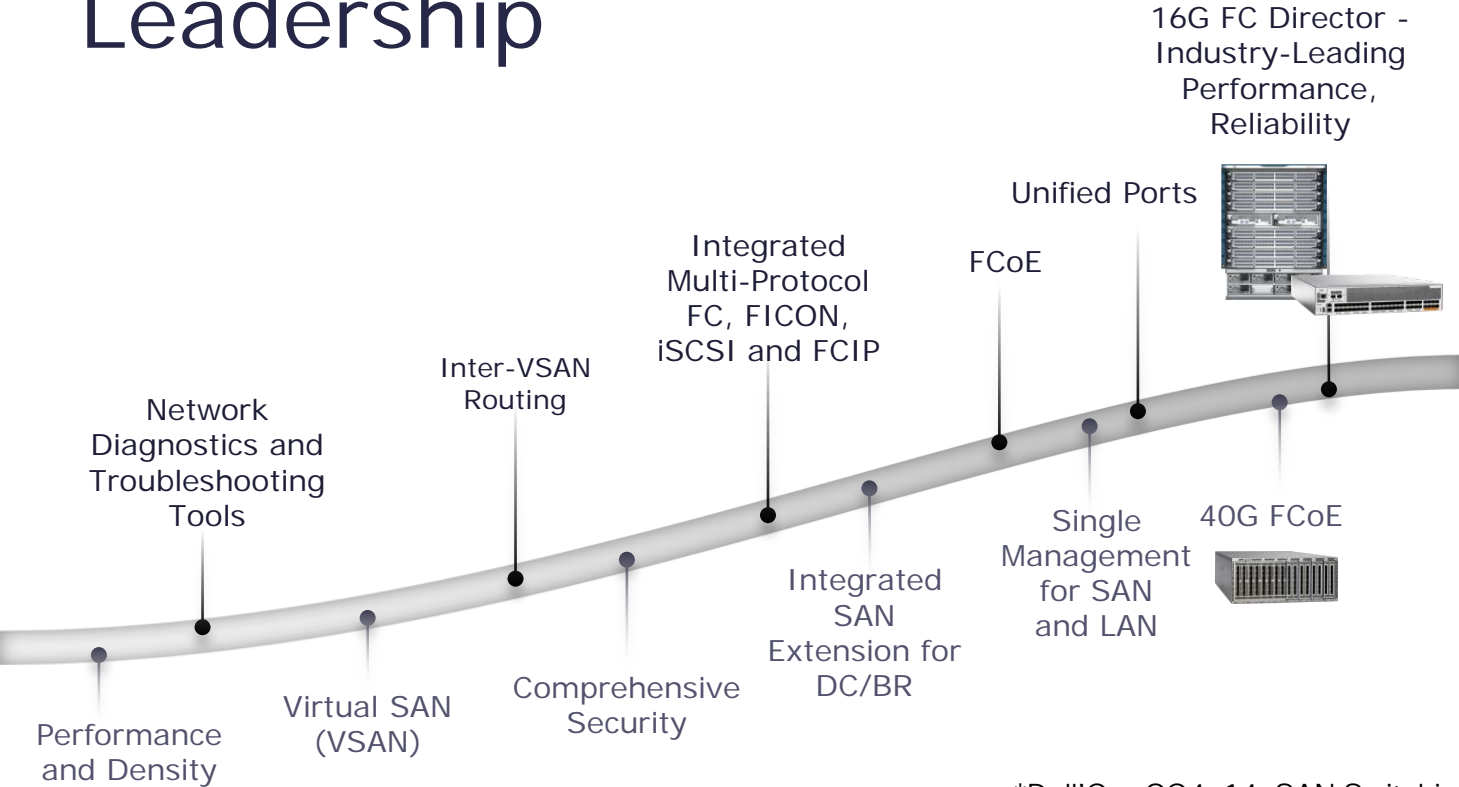 Leadership
16G FC Director -
Industry-Leading
Performance,
Reliability
Unified Ports
Integrated
Multi-Protocol
FC, FICON,
iSCSI and FCIP
FCoE
Inter-VSAN
Routing
Network
Diagnostics and
Troubleshooting
Tools
Single
Management
for SAN
and LAN
40G FCoE
Integrated
SAN
Extension for
DC/BR
Comprehensive
Security
Virtual SAN
(VSAN)
Performance
and Density